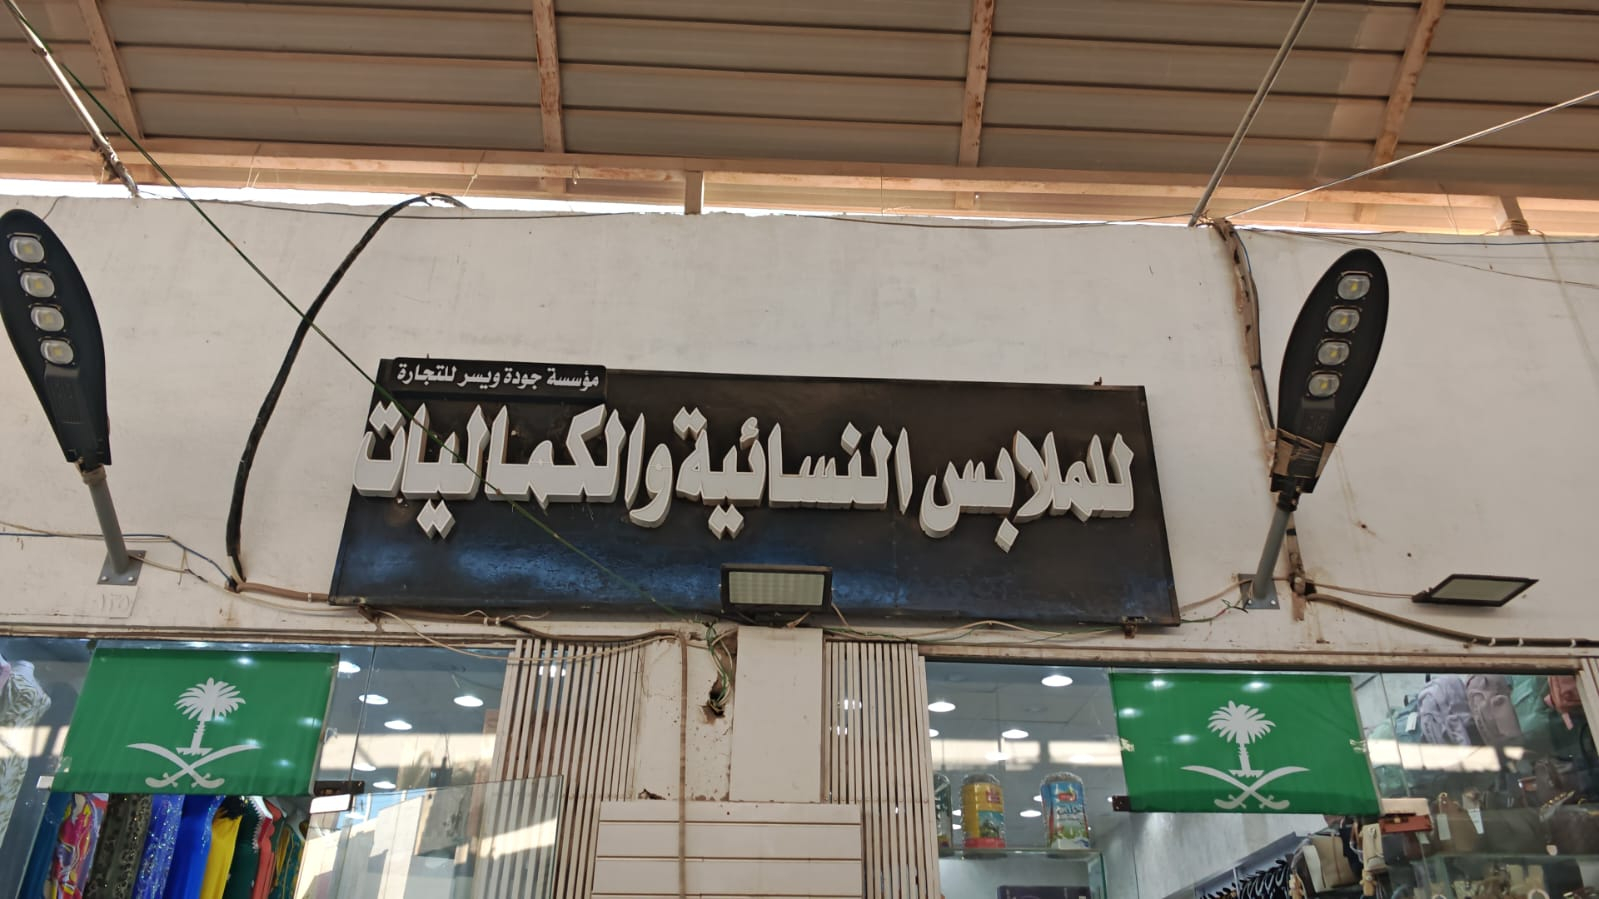 مؤسسة جودة ويسر للتجارة
للملابس النسائية والكماليات